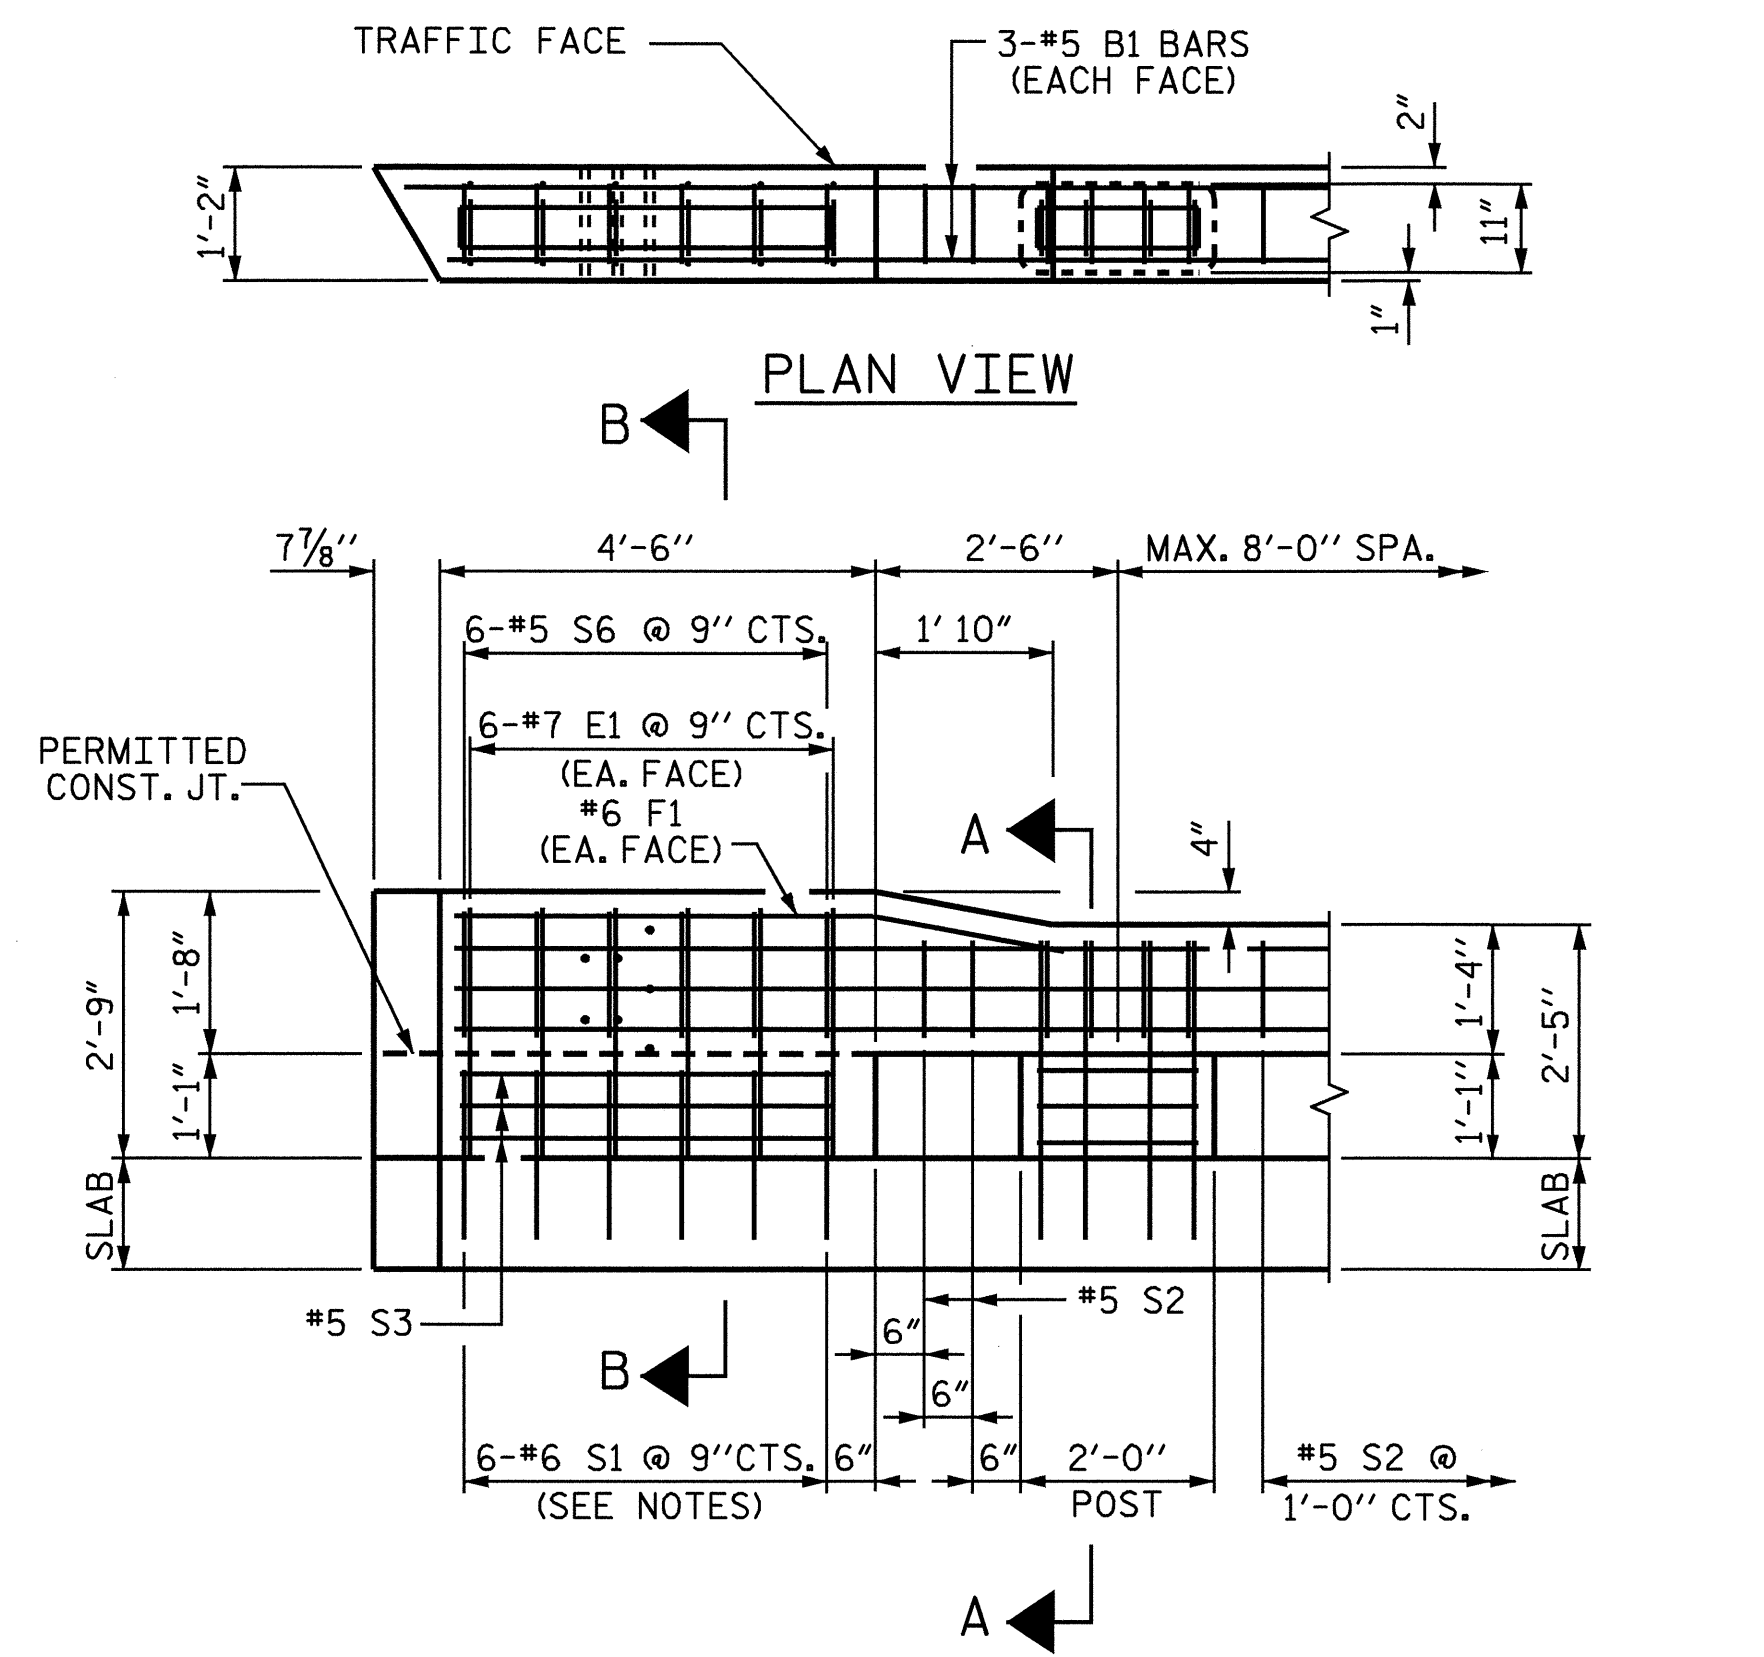 TRAFFIC FACE
3-#5 B1 BARS
(EACH FACE)
2"
1'-2"
11"
1"
PLAN VIEW
B
7 7/8"
4'-6"
2'-6"
MAX. 8'-0" SPA.
6-#5 S6 @ 9" CTS.
1' 10"
6-#7 E1 @ 9" CTS.
(EA. FACE)
PERMITTED
CONST. JT.
#6 F1
(EA. FACE)
A
4"
2'-9"
1'-8"
1'-1"
1'-4"
1'-1"
2'-5"
SLAB
SLAB
#5 S3
#5 S2
6"
B
6"
6-#6 S1 @ 9"CTS.
(SEE NOTES)
6"
6"
2'-0"
POST
#5 S2 @
1'-0" CTS.
A